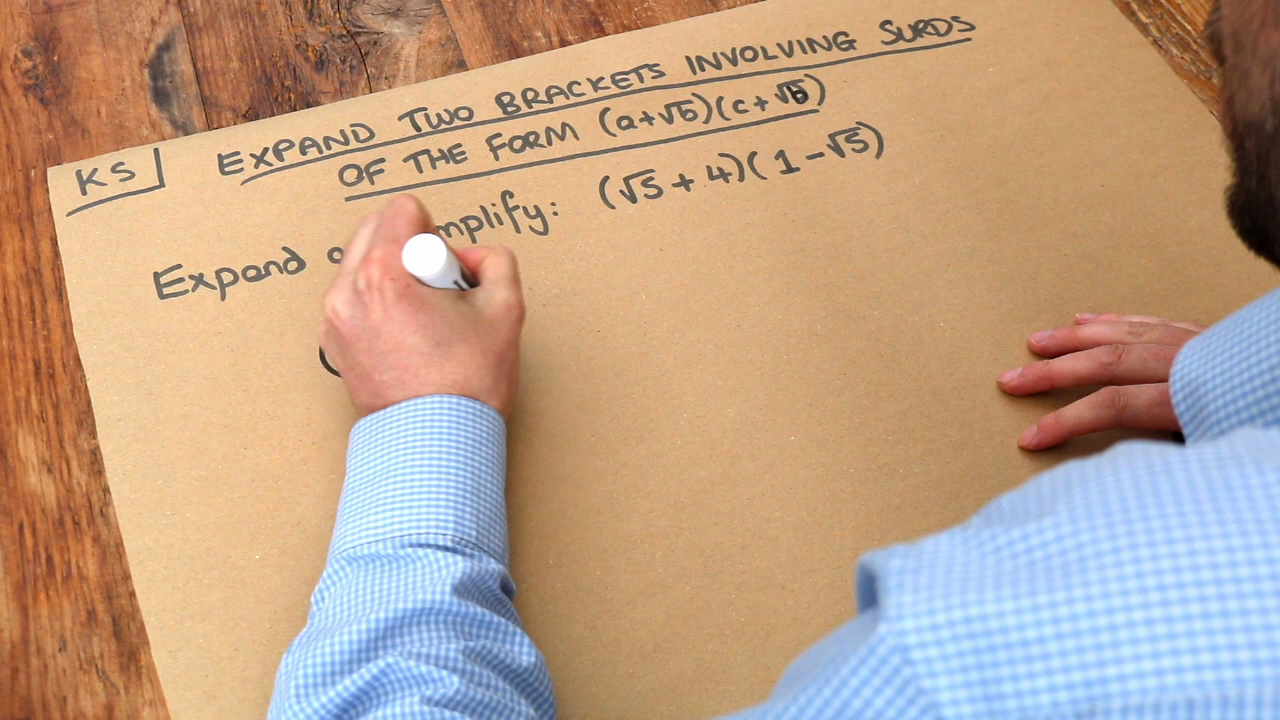 KS
EXPAND TWO BRACKETS INVOLVING SURDS
OF THE FORM (a+√b)(c+√b)
Expand mplify: (√5 + 4)(1 - √5)